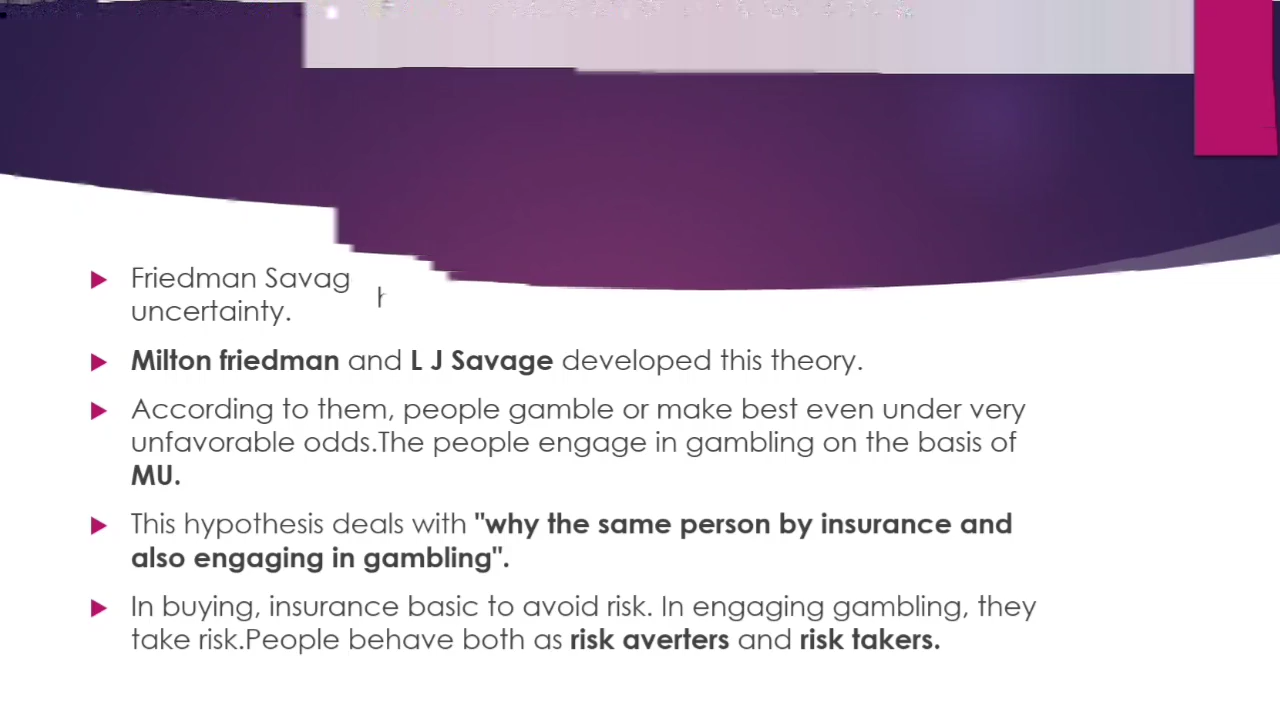 Friedman Savag
uncertainty.
Milton friedman and L J Savage developed this theory.
According to them, people gamble or make best even under very
unfavorable odds.The people engage in gambling on the basis of
MU.
This hypothesis deals with "why the same person by insurance and
also engaging in gambling".
In buying, insurance basic to avoid risk. In engaging gambling, they
take risk.People behave both as risk averters and risk takers.